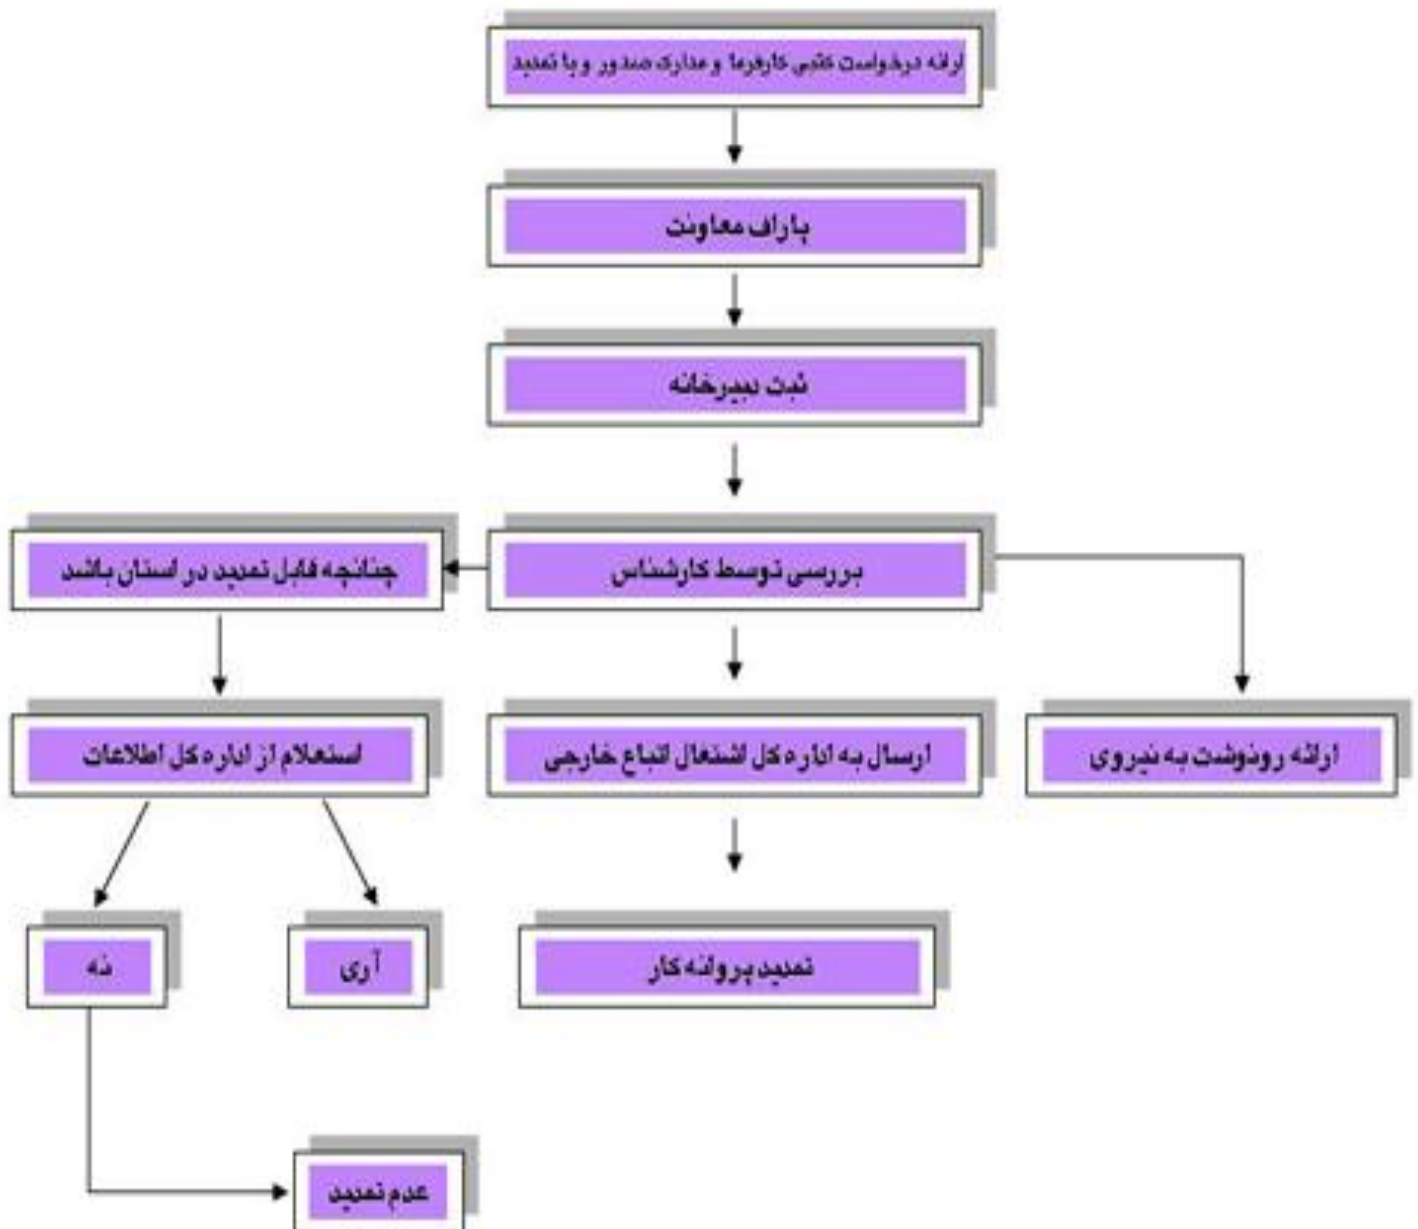 ارائه درخواست کتبی کارفرما و مدارک صدور و یا تمدید
پاراف معاونت
ثبت دبیرخانه
بررسی توسط کارشناس
چنانچه قابل تمدید در استان باشد
ارائه رونوشت به نیروی
ارسال به اداره کل اشتغال اتباع خارجی
استعلام از اداره کل اطلاعات
تمدید پروانه کار
آری
نه
عدم تمدید